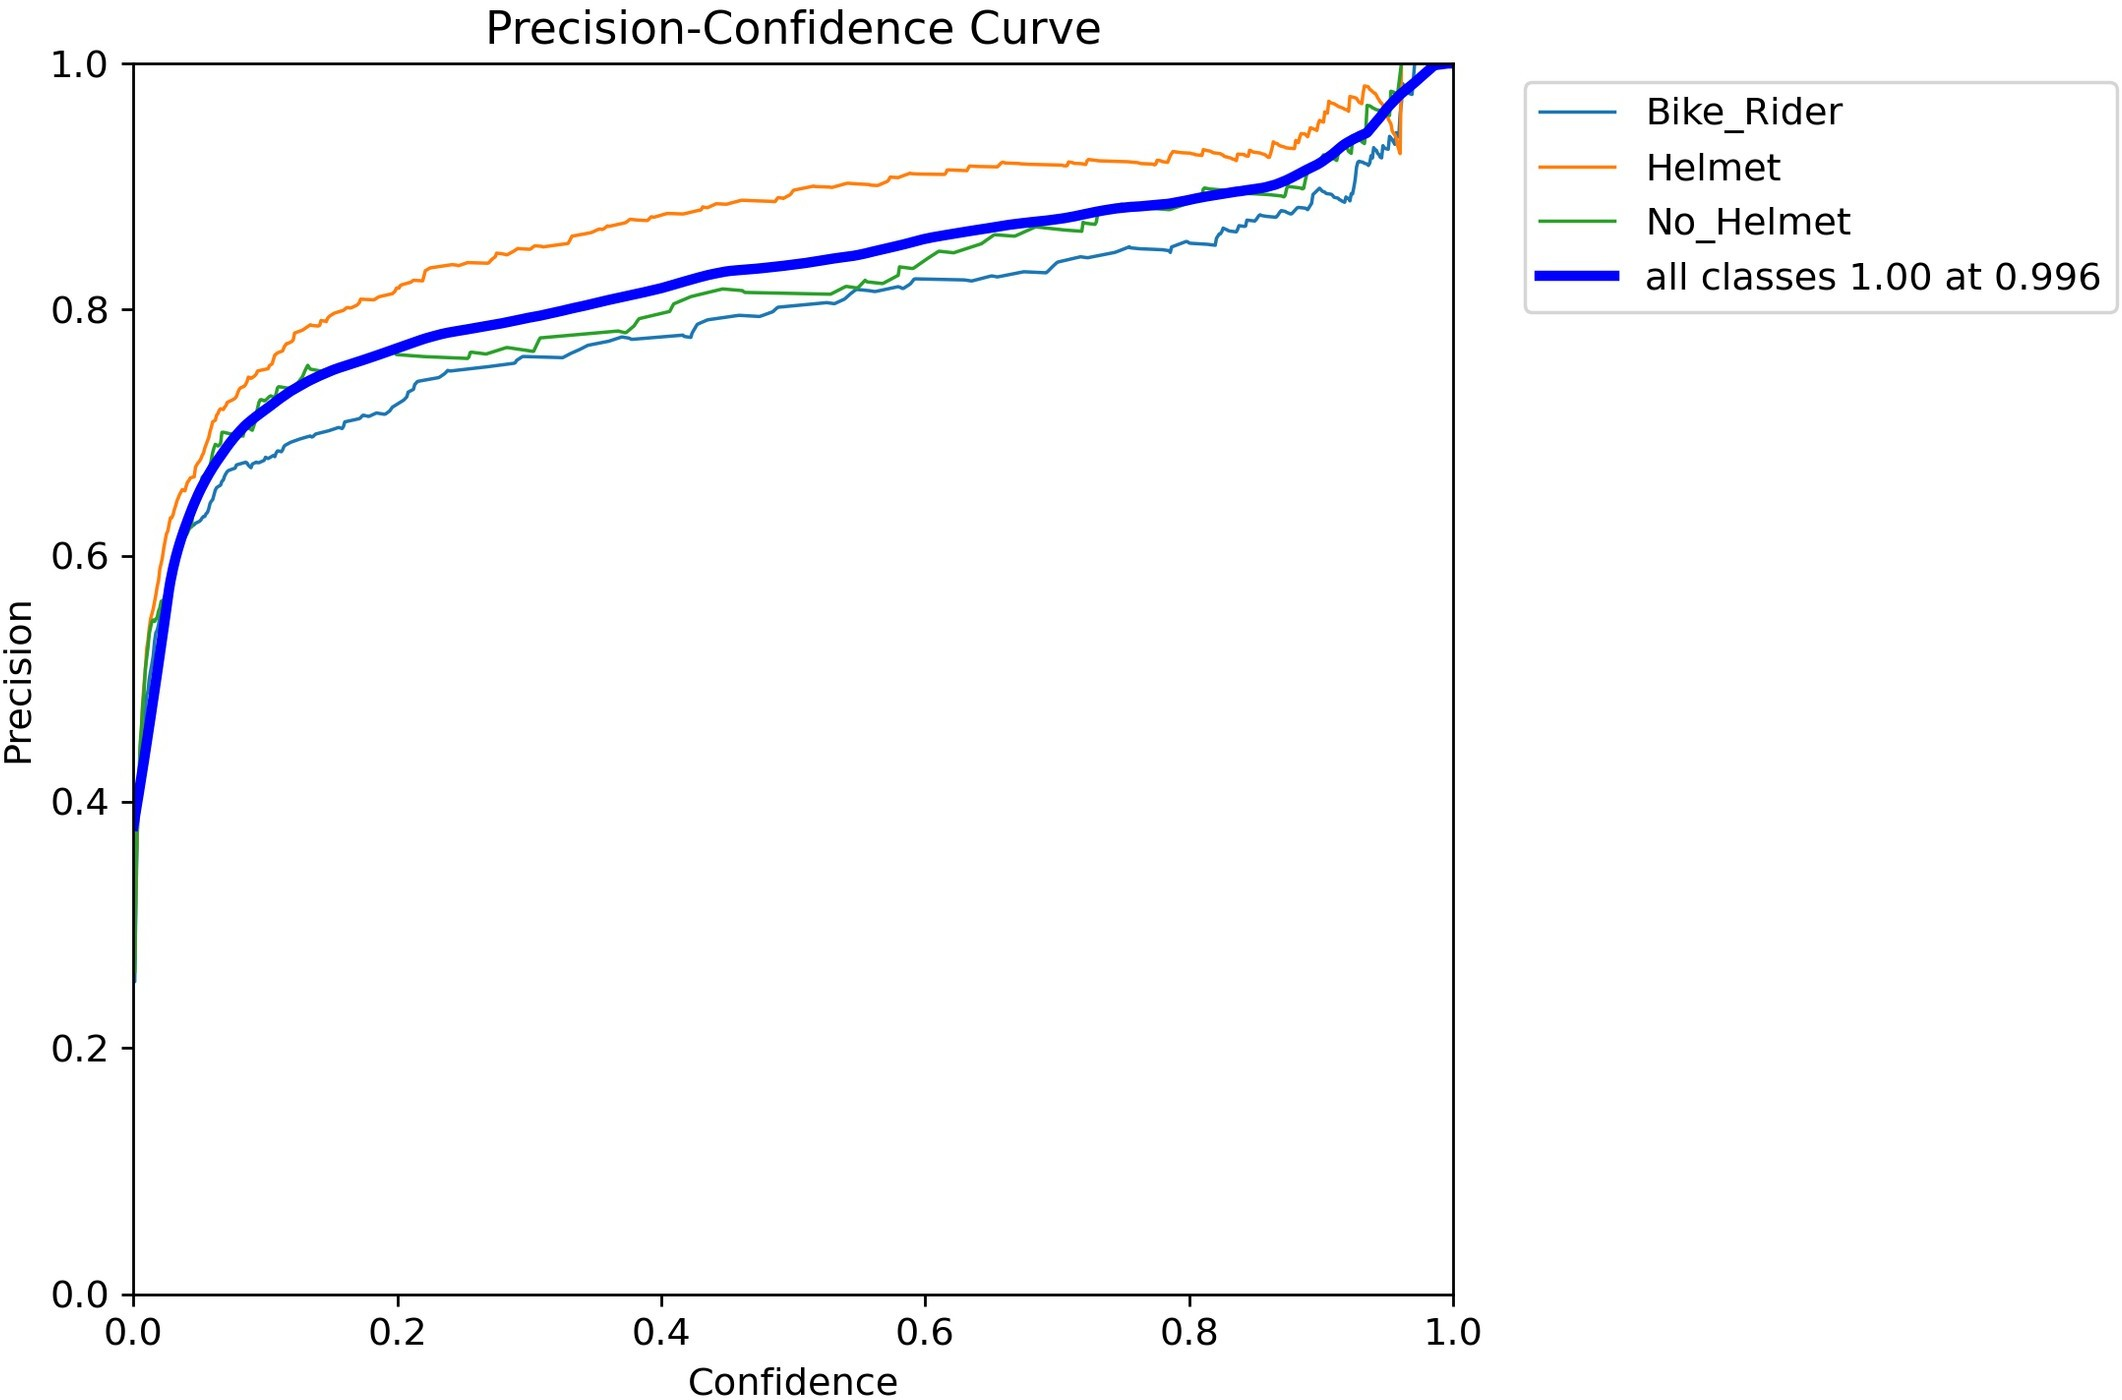 Precision-Confidence Curve
1.0
0.8
0.6
0.4
0.2
0.0
Precision
0.0 0.2 0.4 0.6 0.8 1.0
Confidence
Bike_Rider
Helmet
No_Helmet
all classes 1.00 at 0.996